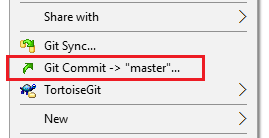 Share with
Git Sync...
Git Commit -> "master"...
TortoiseGit
New